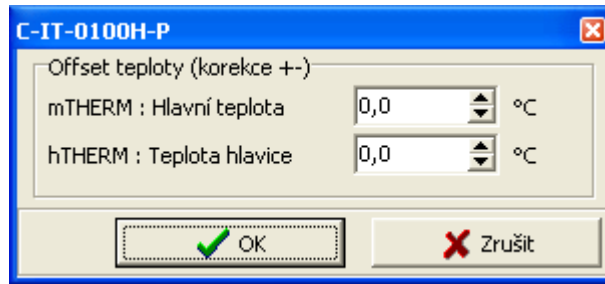 C-IT-0100H-P
Offset teploty (korekce +-)
mTHERM : Hlavní teplota 0,0 °C
hTHERM : Teplota hlavice 0,0 °C
OK Zrušit